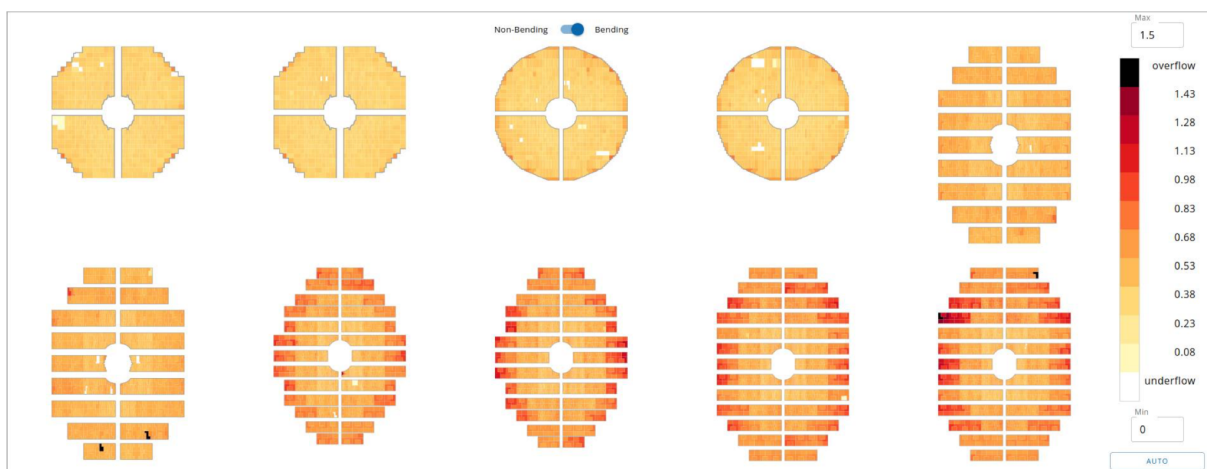 Non-Bending Bending
Max
1.5
overflow
1.43
1.28
1.13
0.98
0.83
0.68
0.53
0.38
0.23
0.08
underflow
Min
0
AUTO